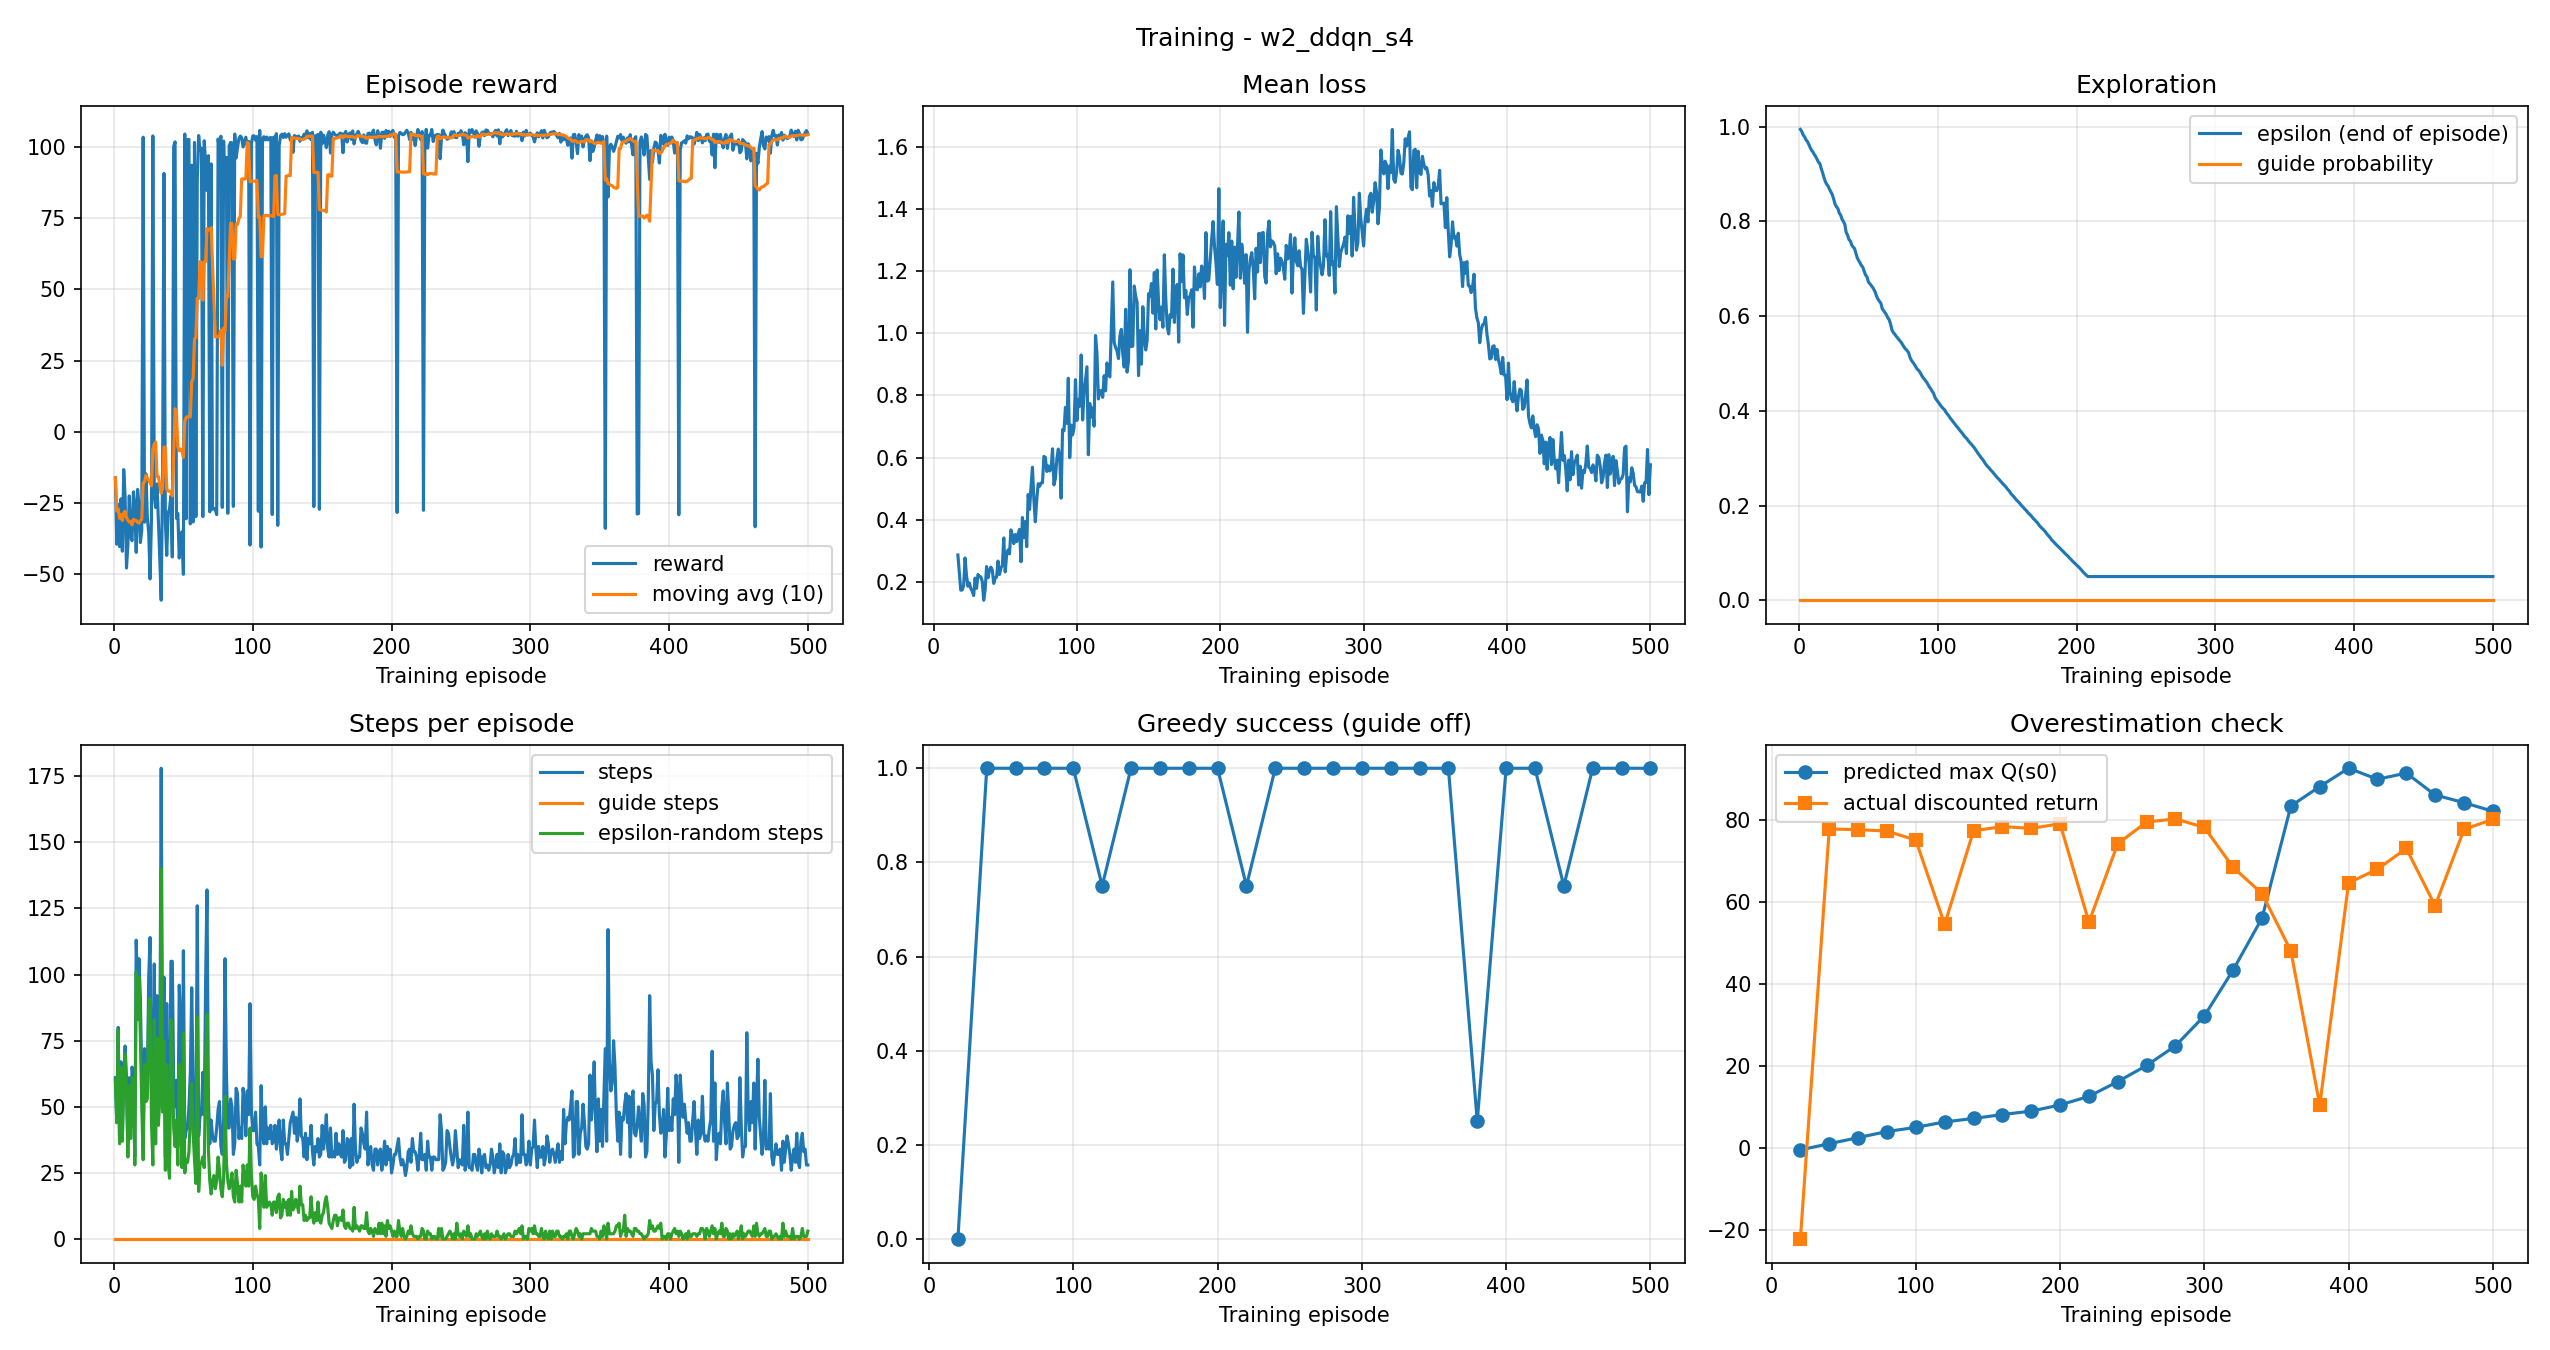 Training - w2_ddqn_s4
Episode reward
100
75
50
25
0
−25
−50
reward
moving avg (10)
0 100 200 300 400 500
Training episode
Mean loss
1.6
1.4
1.2
1.0
0.8
0.6
0.4
0.2
0 100 200 300 400 500
Training episode
Exploration
1.0
0.8
0.6
0.4
0.2
0.0
epsilon (end of episode)
guide probability
0 100 200 300 400 500
Training episode
Steps per episode
175
150
125
100
75
50
25
0
steps
guide steps
epsilon-random steps
0 100 200 300 400 500
Training episode
Greedy success (guide off)
1.0
0.8
0.6
0.4
0.2
0.0
0 100 200 300 400 500
Training episode
Overestimation check
predicted max Q(s0)
actual discounted return
80
60
40
20
0
−20
0 100 200 300 400 500
Training episode